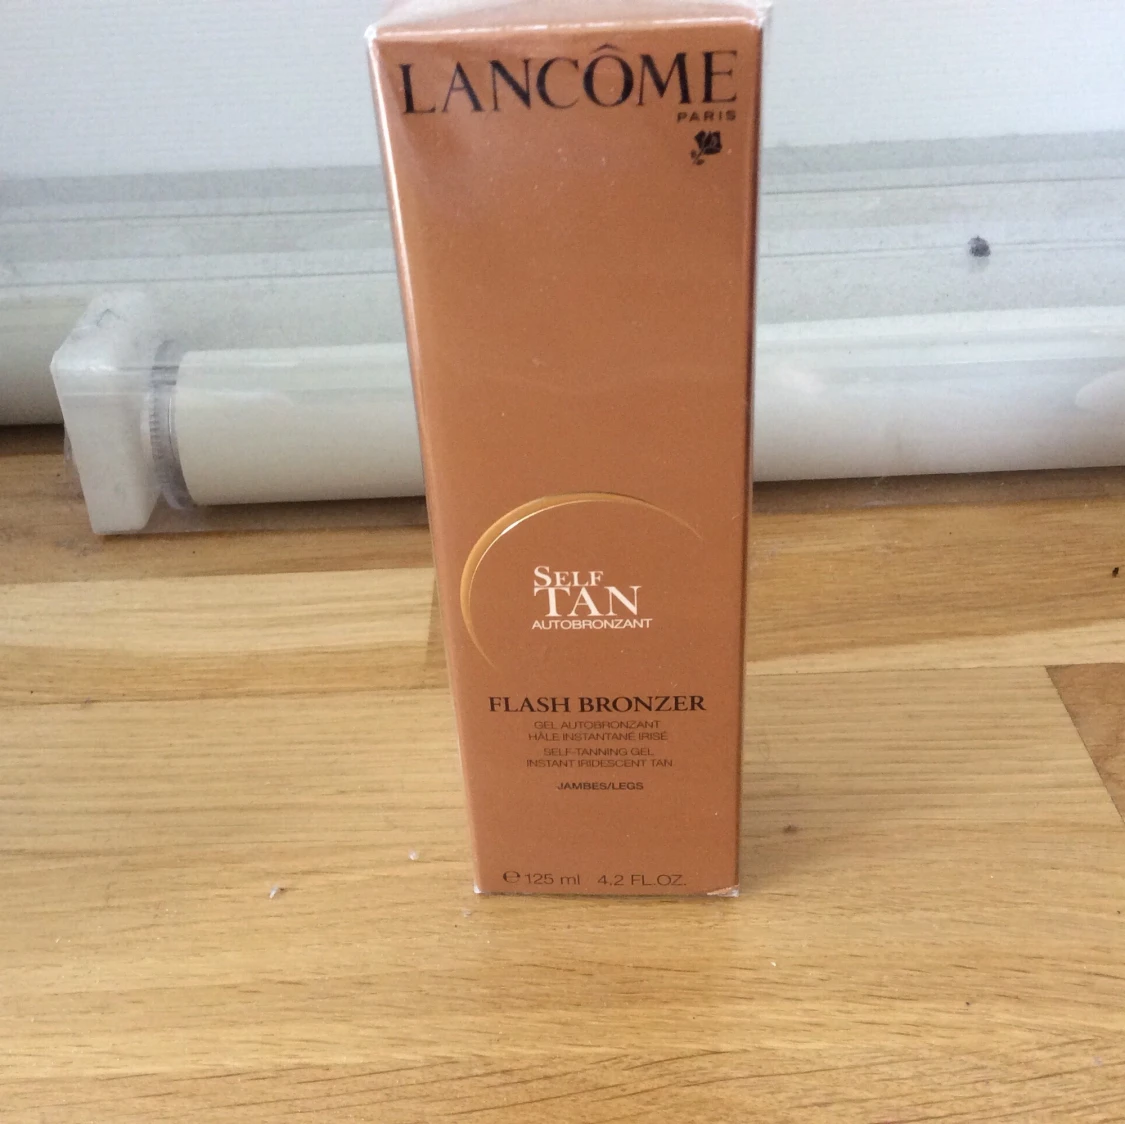 LANCÔME
PARIS
SELF
TAN
AUTOBRONZANT
FLASH BRONZER
GEL AUTOBRONZANT
HÂLE INSTANTANÉ IRISÉ
SELF-TANNING GEL
INSTANT IRIDESCENT TAN
JAMBES/LEGS
℮ 125 ml 4.2 FL.OZ.